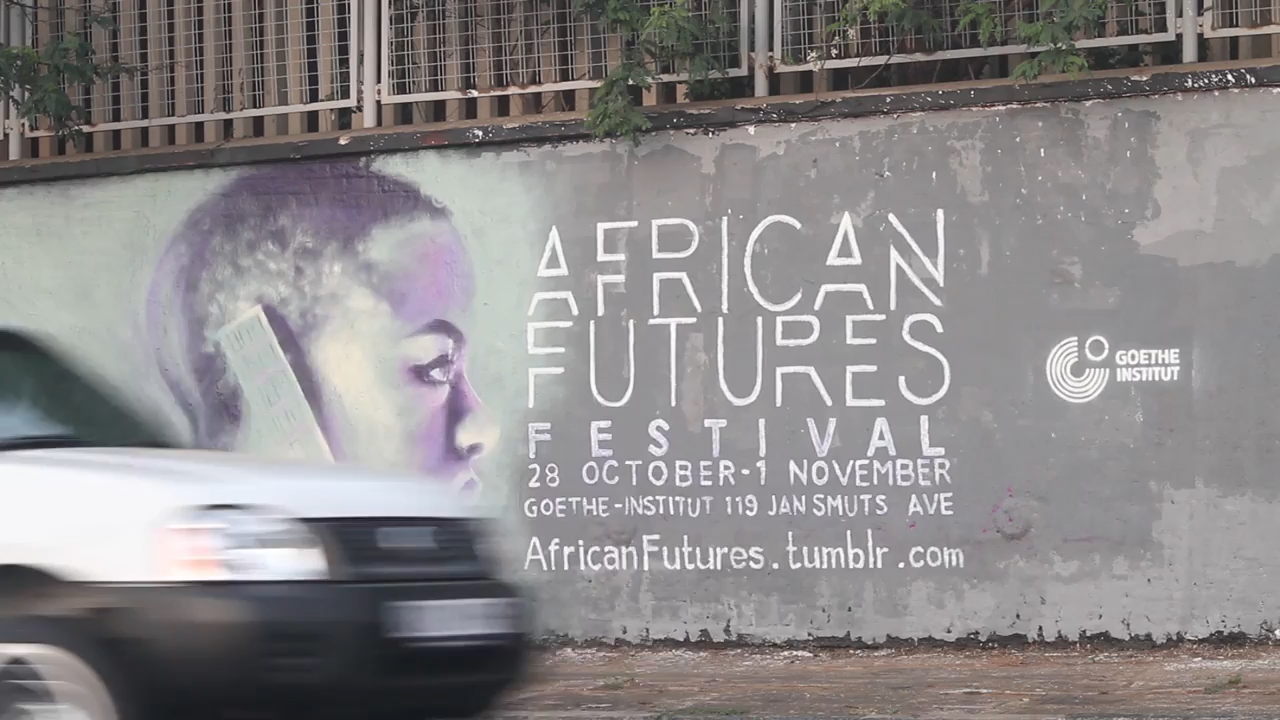 AFRICAN
FUTURES
FESTIVAL
28 OCTOBER-1 NOVEMBER
GOETHE-INSTITUT 119 JAN SMUTS AVE
AfricanFutures.tumblr.com
GOETHE
INSTITUT